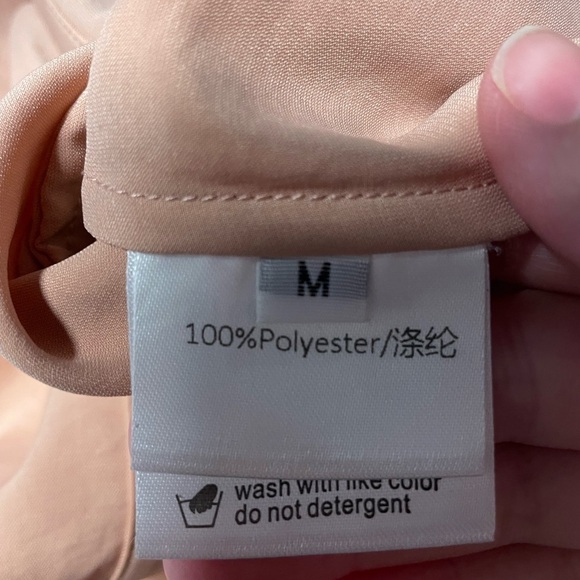 M
100%Polyester/涤纶
wash with like color
do not detergent